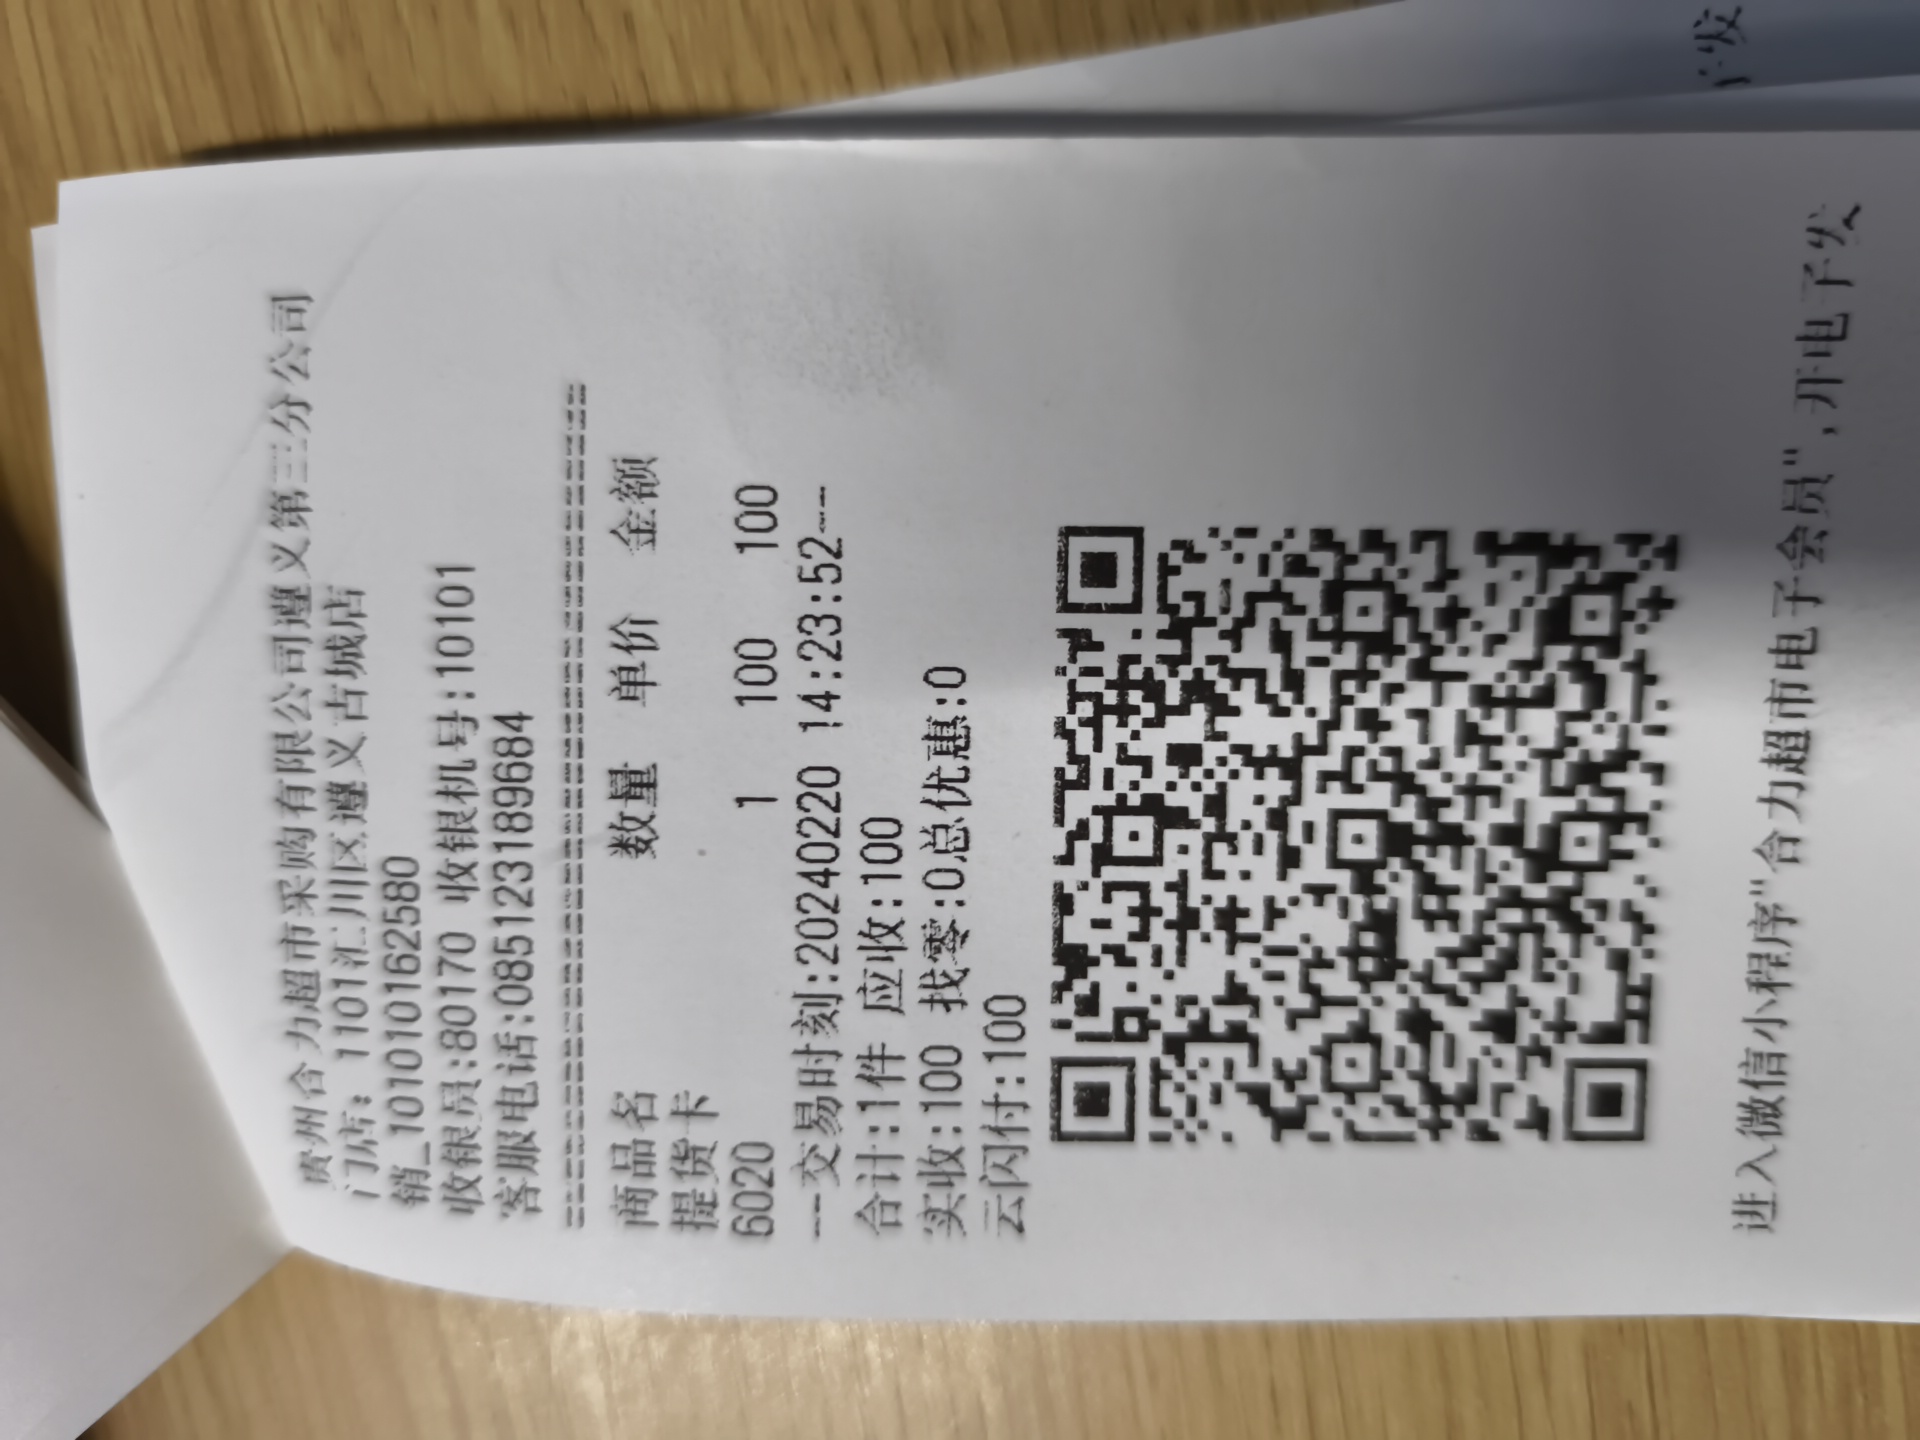 贵州合力超市采购有限公司遵义第三分公司
门店: 1101汇川区遵义古城店
销_101010162580
收银员:80170 收银机号:10101
客服电话:085123189684
商品名 数量 单价 金额
提货卡
6020 1 100 100
---交易时刻:20240220 14:23:52---
合计:1件 应收:100
实收:100 找零:0总优惠:0
云闪付:100
进入微信小程序"合力超市电子会员",开电子发